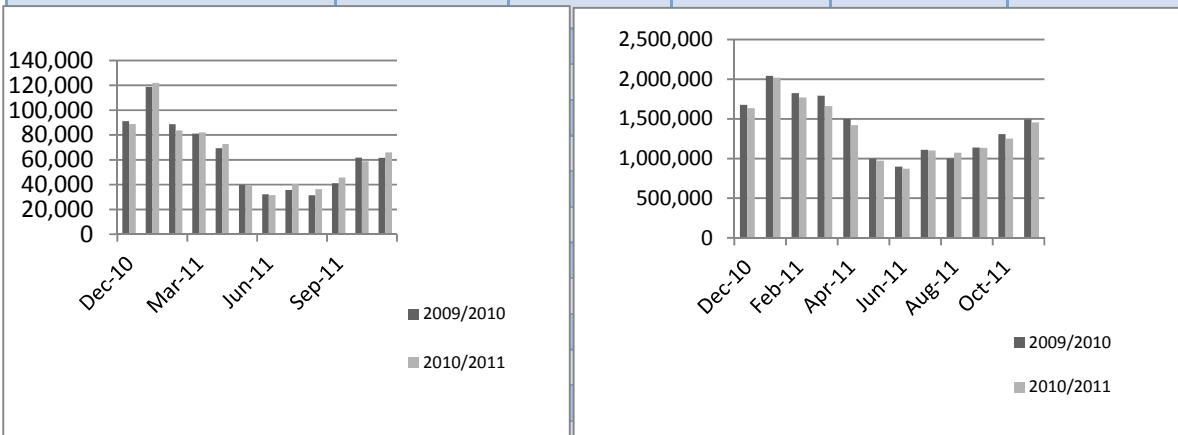 140,000
120,000
100,000
80,000
60,000
40,000
20,000
0
Dec-10
Mar-11
Jun-11
Sep-11
2009/2010
2010/2011
2,500,000
2,000,000
1,500,000
1,000,000
500,000
0
Dec-10
Feb-11
Apr-11
Jun-11
Aug-11
Oct-11
2009/2010
2010/2011